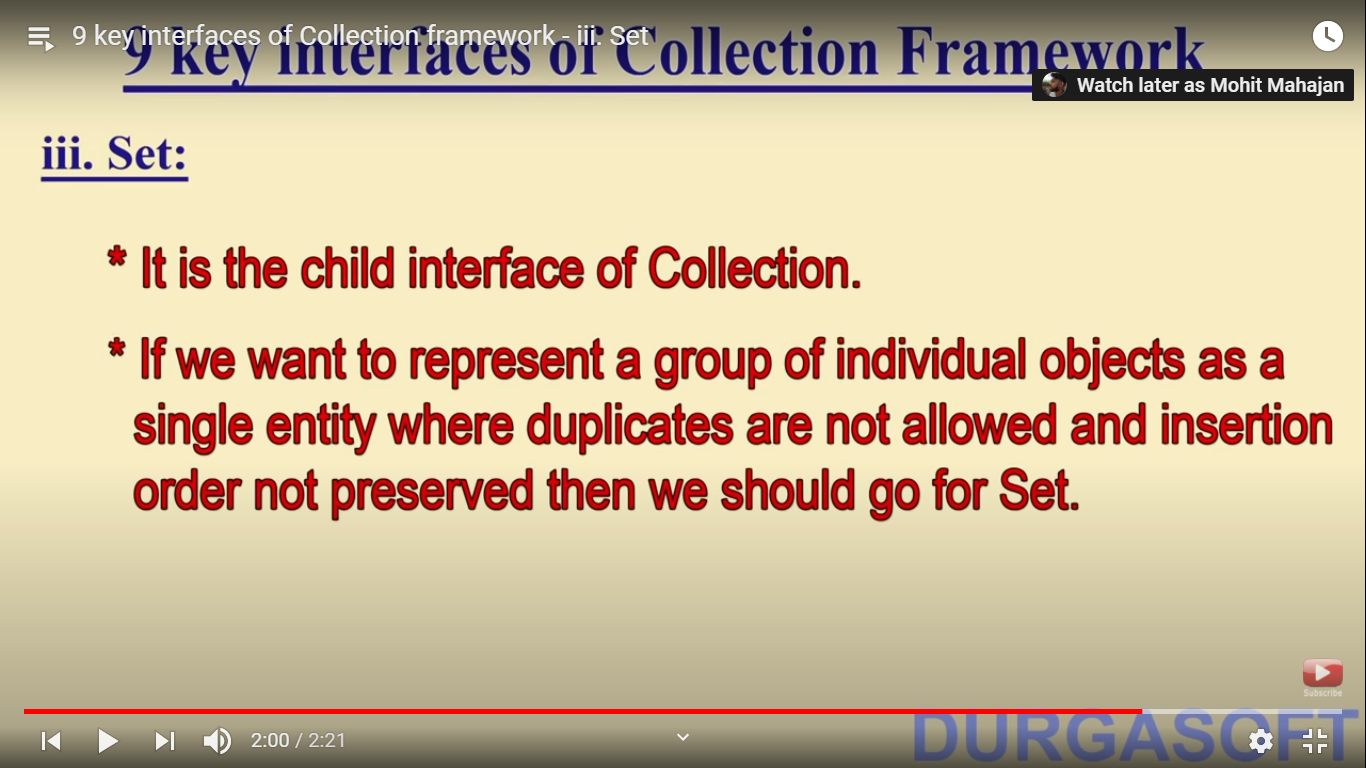 9 key interfaces of Collection framework - iii. Set
9 key interfaces of Collection Framework
Watch later as Mohit Mahajan
iii. Set:
* It is the child interface of Collection.
* If we want to represent a group of individual objects as a
single entity where duplicates are not allowed and insertion
order not preserved then we should go for Set.
Subscribe
2:00 / 2:21
DURGASOFT